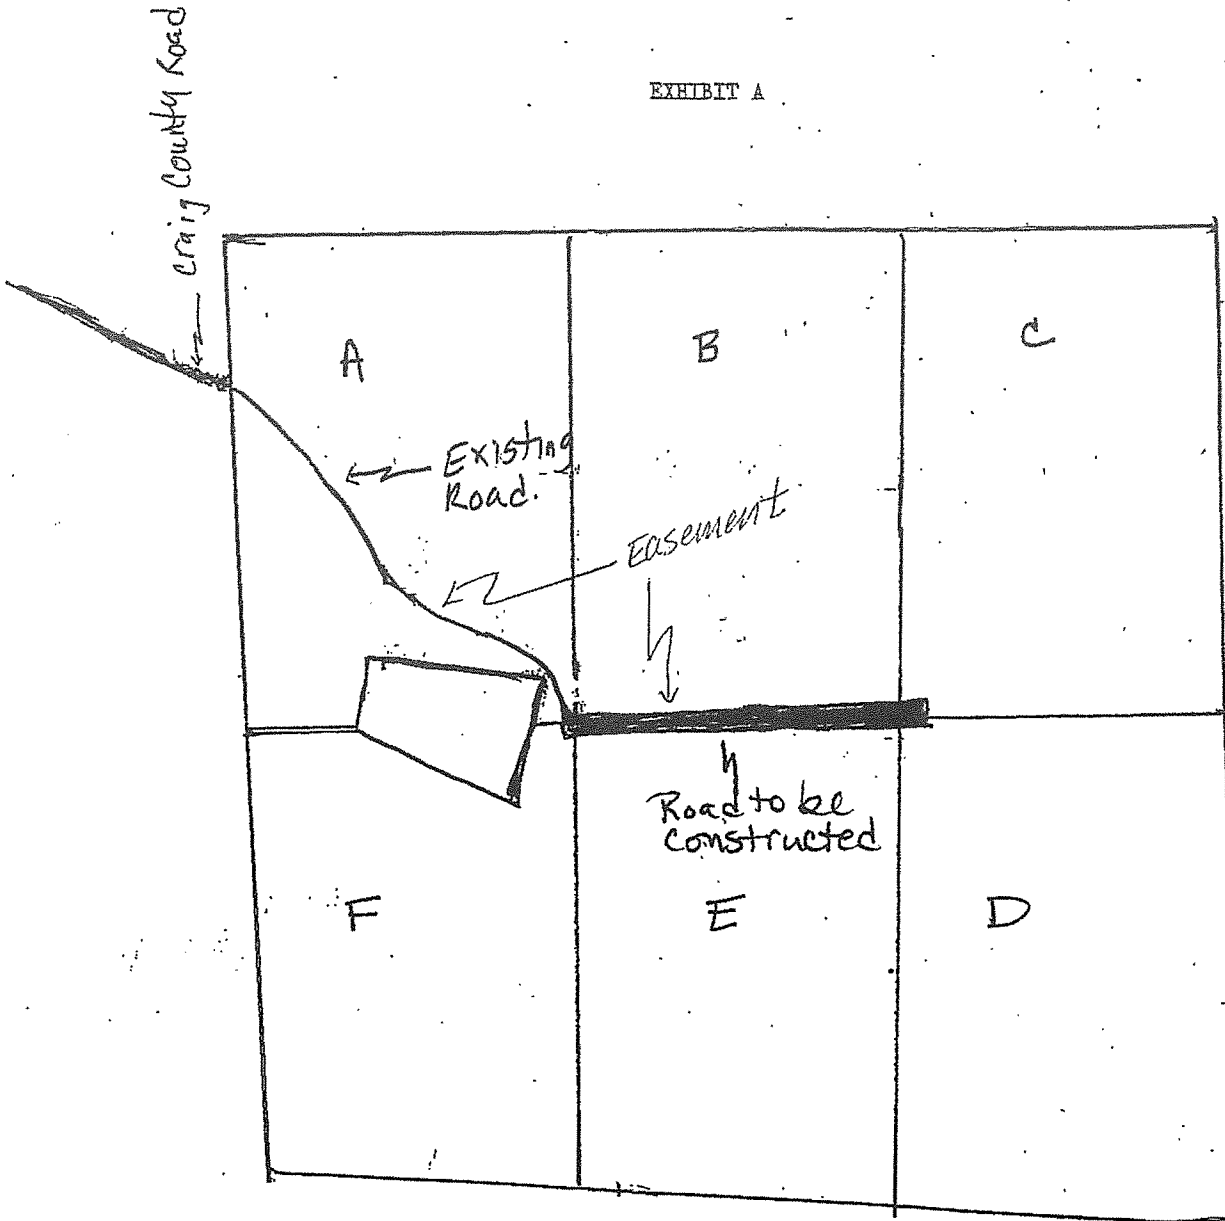 EXHIBIT A
Craig County Road
A
B
C
Existing
Road.
Easement
Road to be
constructed
F
E
D